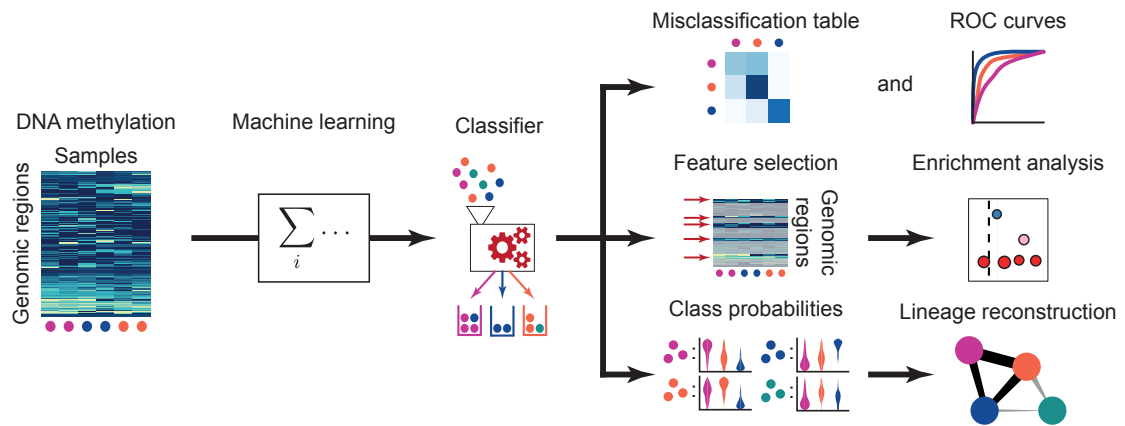 Misclassification table
ROC curves
and
DNA methylation
Machine learning
Classifier
Samples
Genomic regions
∑ ...
i
Feature selection
Genomic
regions
Enrichment analysis
Class probabilities
Lineage reconstruction
:
:
:
: